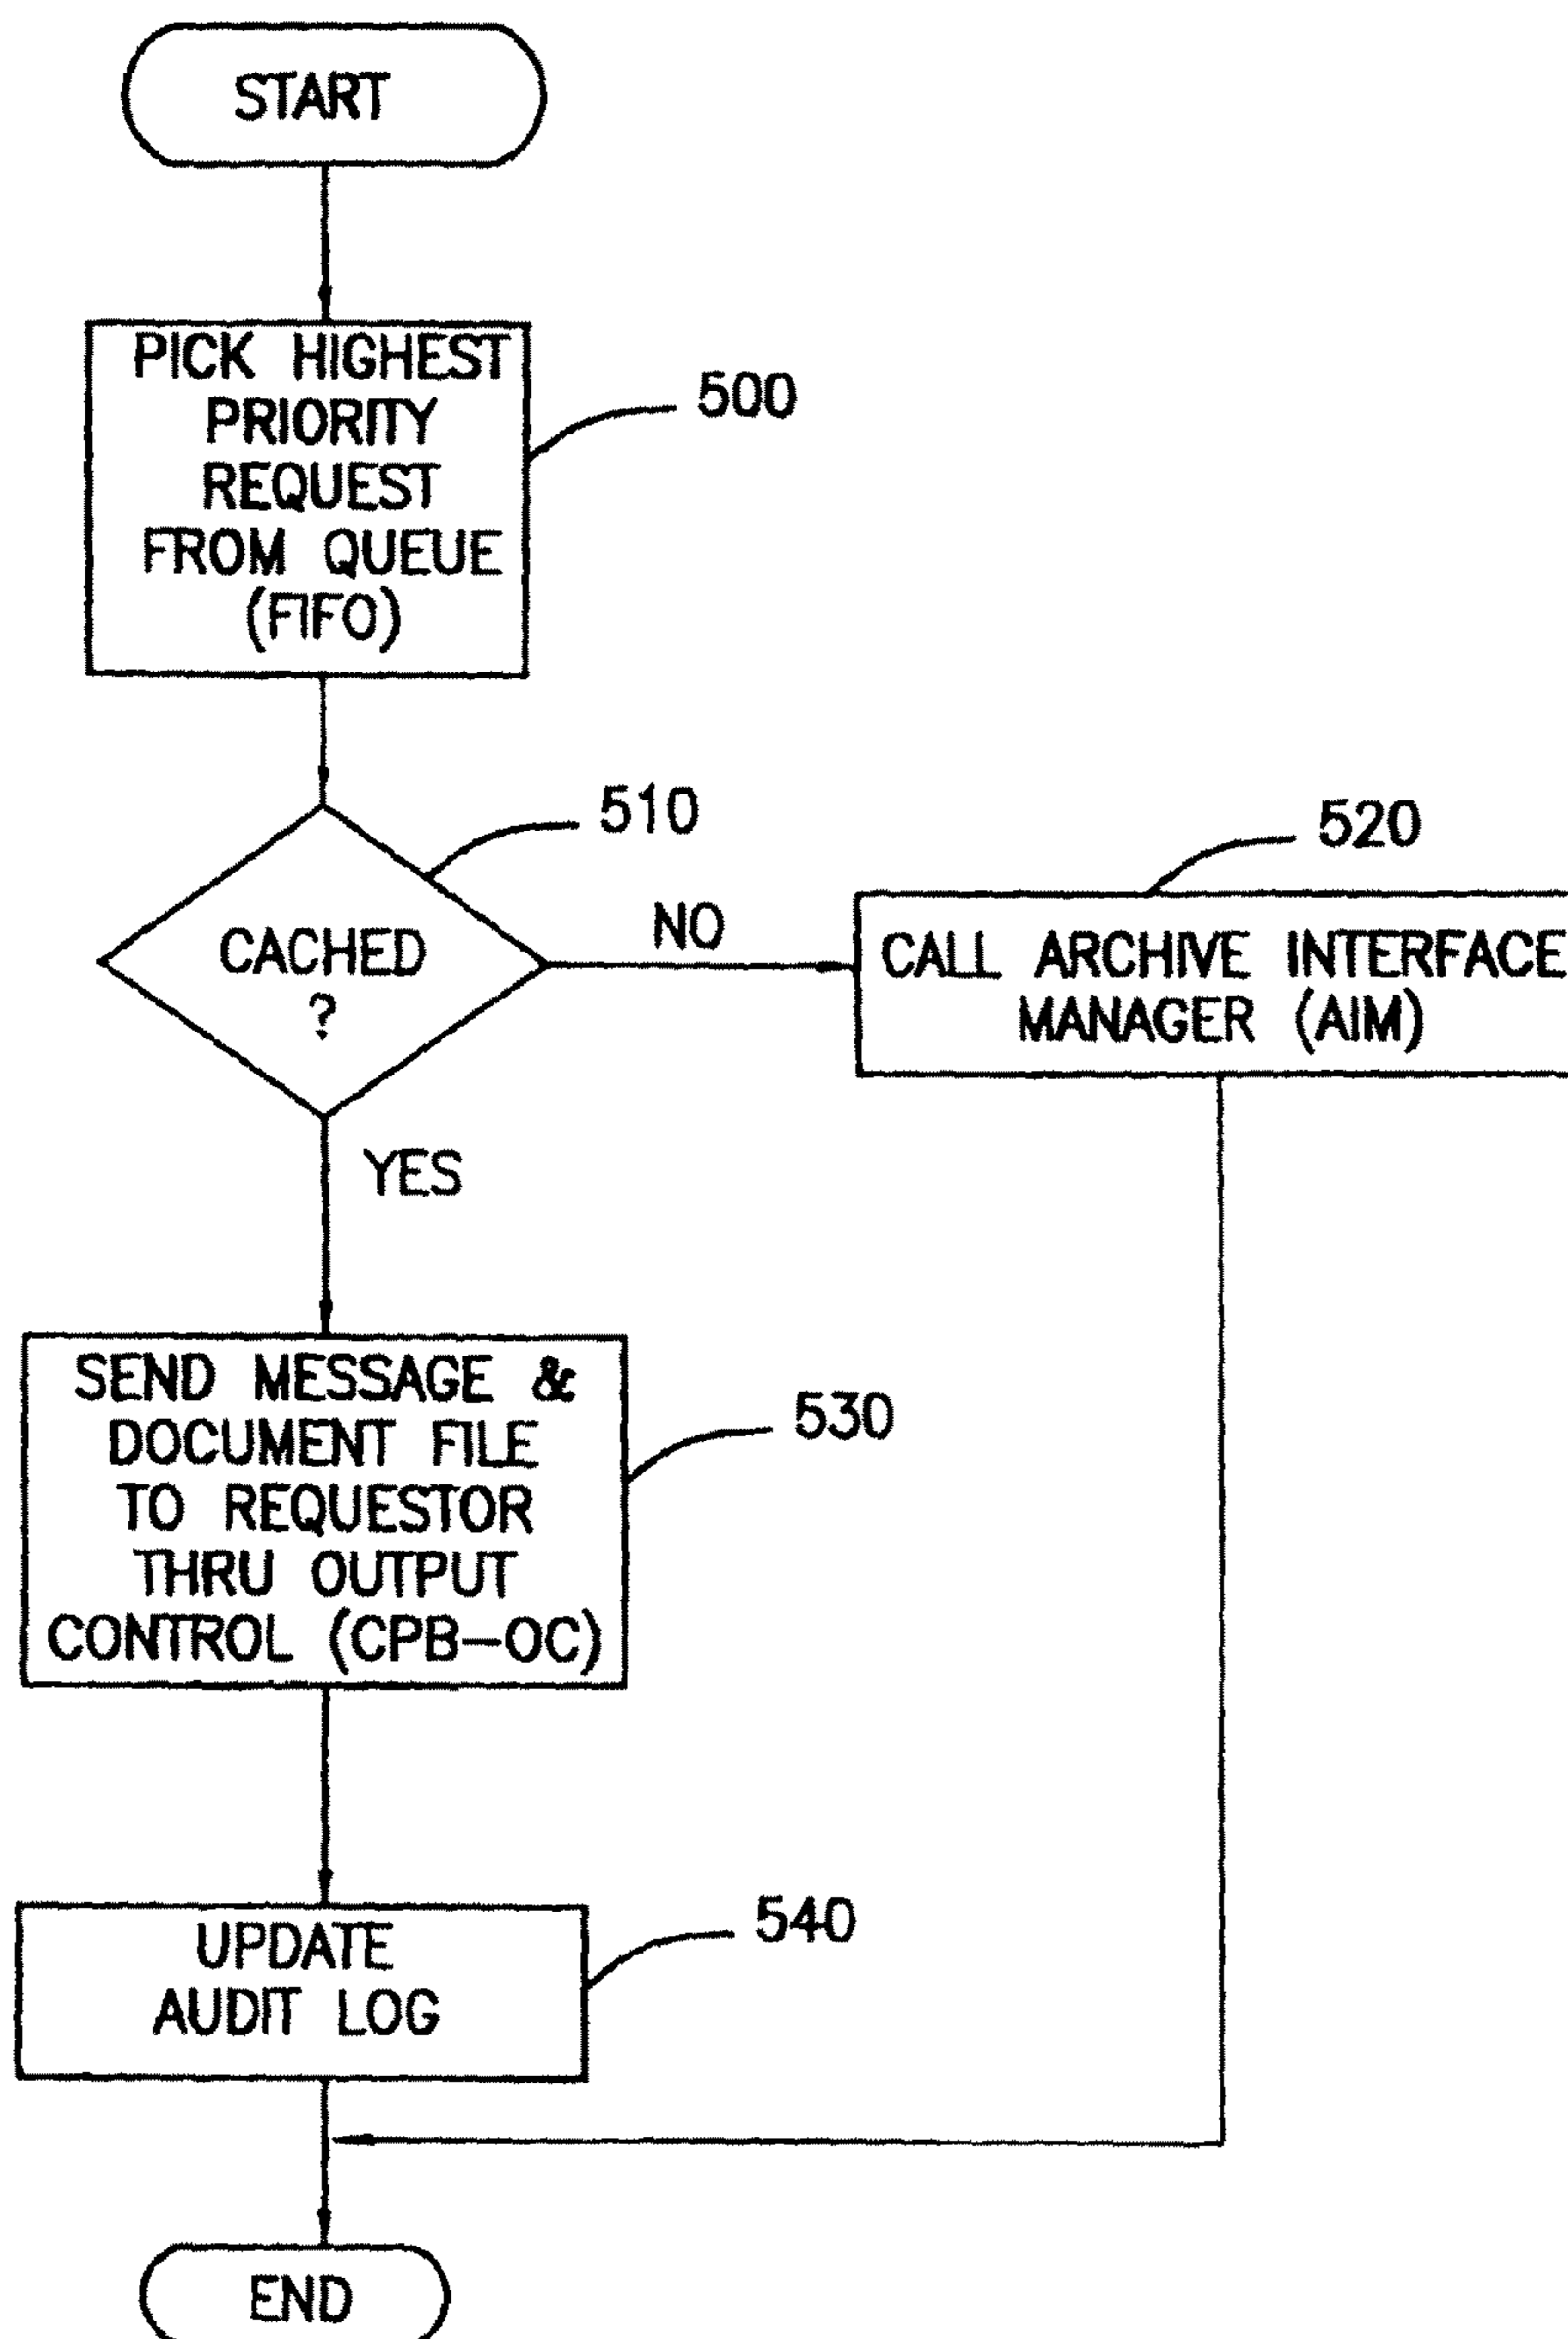 START
PICK HIGHEST
PRIORITY
REQUEST
FROM QUEUE
(FIFO)
500
510
CACHED
?
NO
520
CALL ARCHIVE INTERFACE
MANAGER (AIM)
YES
SEND MESSAGE &
DOCUMENT FILE
TO REQUESTOR
THRU OUTPUT
CONTROL (CPB-OC)
530
UPDATE
AUDIT LOG
540
END